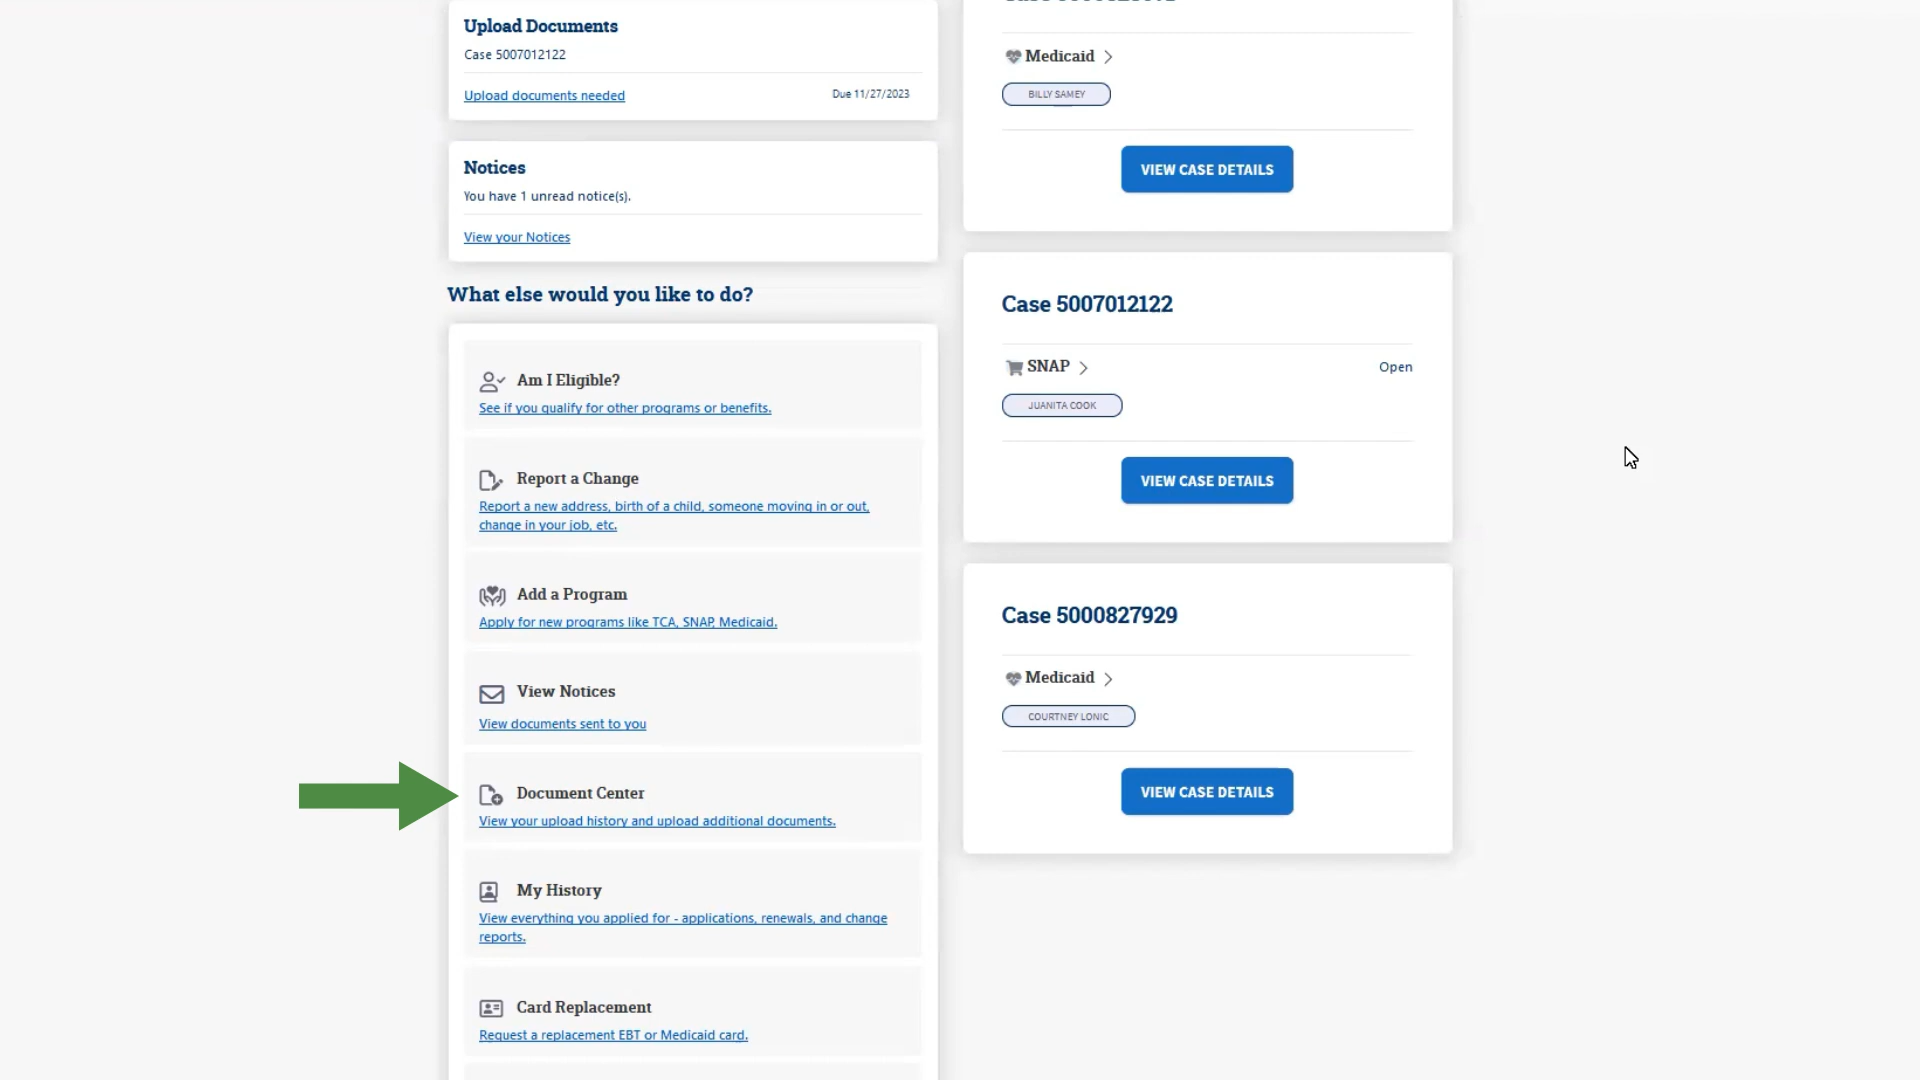 Upload Documents
Case 5007012122
Upload documents needed
Due 11/27/2023
Notices
You have 1 unread notice(s).
View your Notices
What else would you like to do?
Am I Eligible?
See if you qualify for other programs or benefits.
Report a Change
Report a new address, birth of a child, someone moving in or out,
change in your job, etc.
Add a Program
Apply for new programs like TCA, SNAP, Medicaid.
View Notices
View documents sent to you
Document Center
View your upload history and upload additional documents.
My History
View everything you applied for - applications, renewals, and change
reports.
Card Replacement
Request a replacement EBT or Medicaid card.
Medicaid
BILLY SAMEY
VIEW CASE DETAILS
Case 5007012122
SNAP
Open
JUANITA COOK
VIEW CASE DETAILS
Case 5000827929
Medicaid
COURTNEY LONIC
VIEW CASE DETAILS